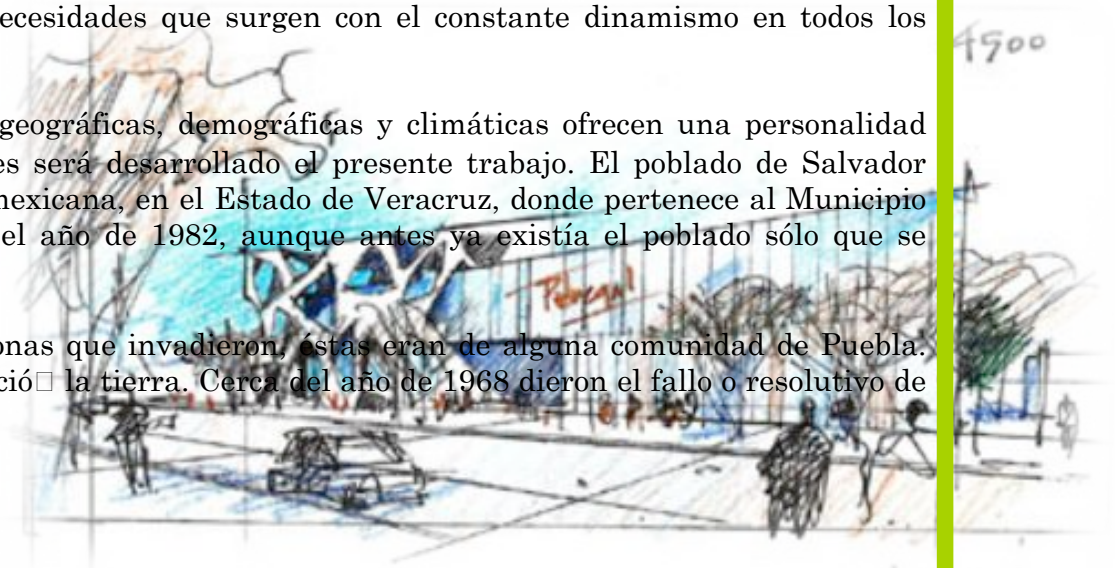 ecesidades que surgen con el constante dinamismo en todos los
4500
geográficas, demográficas y climáticas ofrecen una personalidad
es será desarrollado el presente trabajo. El poblado de Salvador
mexicana, en el Estado de Veracruz, donde pertenece al Municipio
el año de 1982, aunque antes ya existía el poblado sólo que se
onas que invadieron, éstas eran de alguna comunidad de Puebla.
ció□ la tierra. Cerca del año de 1968 dieron el fallo o resolutivo de